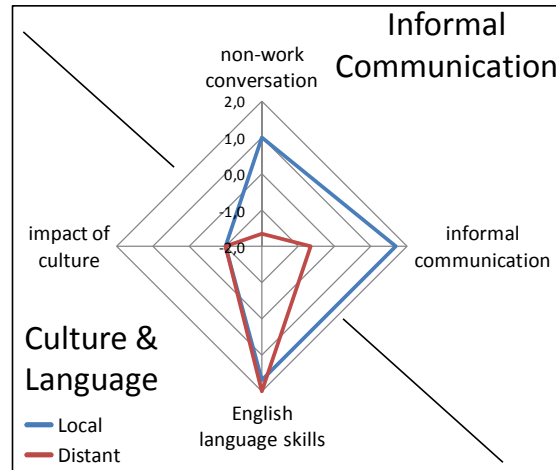 Informal
Communication
non-work
conversation
2,0
1,0
0,0
-1,0
-2,0
impact of
culture
informal
communication
Culture &
Language
English
language skills
Local
Distant